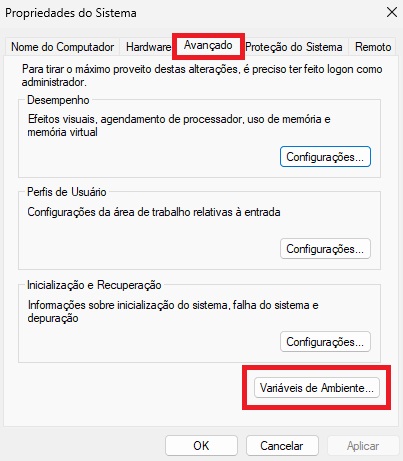 Propriedades do Sistema
Nome do Computador Hardware Avançado Proteção do Sistema Remoto
Para tirar o máximo proveito destas alterações, é preciso ter feito logon como
administrador.
Desempenho
Efeitos visuais, agendamento de processador, uso de memória e
memória virtual
Configurações...
Perfis de Usuário
Configurações da área de trabalho relativas à entrada
Configurações...
Inicialização e Recuperação
Informações sobre inicialização do sistema, falha do sistema e
depuração
Configurações...
Variáveis de Ambiente...
OK Cancelar Aplicar